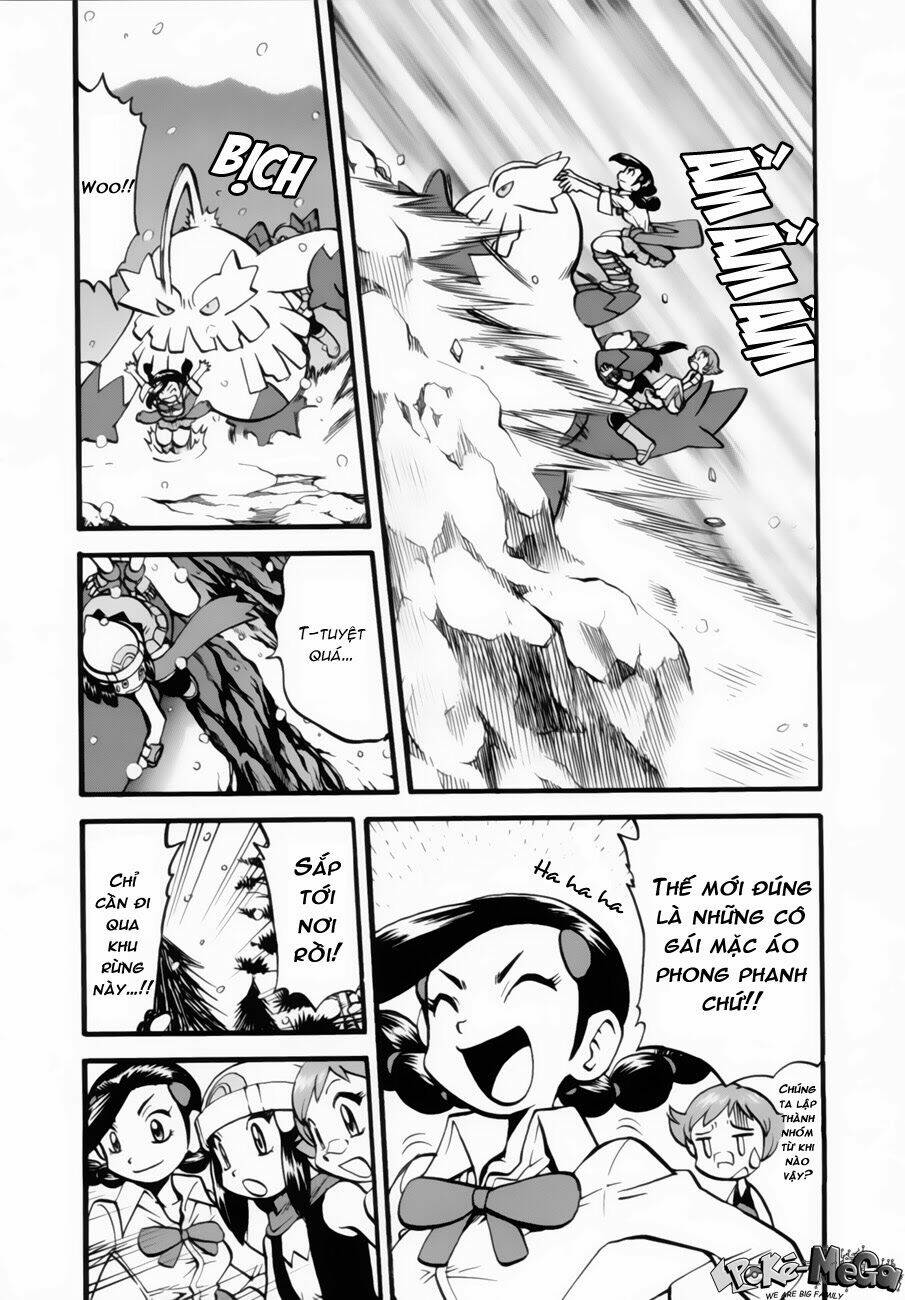 ẦM ẦM ẦM
BỊCH
Woo!!
T-tuyệt
quá...
Thế mới đúng
là những cô
gái mặc áo
phong phanh
chứ!!
Ha ha ha
Chúng
ta lập
thành
nhóm
từ khi
nào
vậy?
Sắp
tới
nơi
rồi!
Chỉ
cần đi
qua
khu
rừng
này...!!
Poké-Mega
WE ARE BIG FAMILY